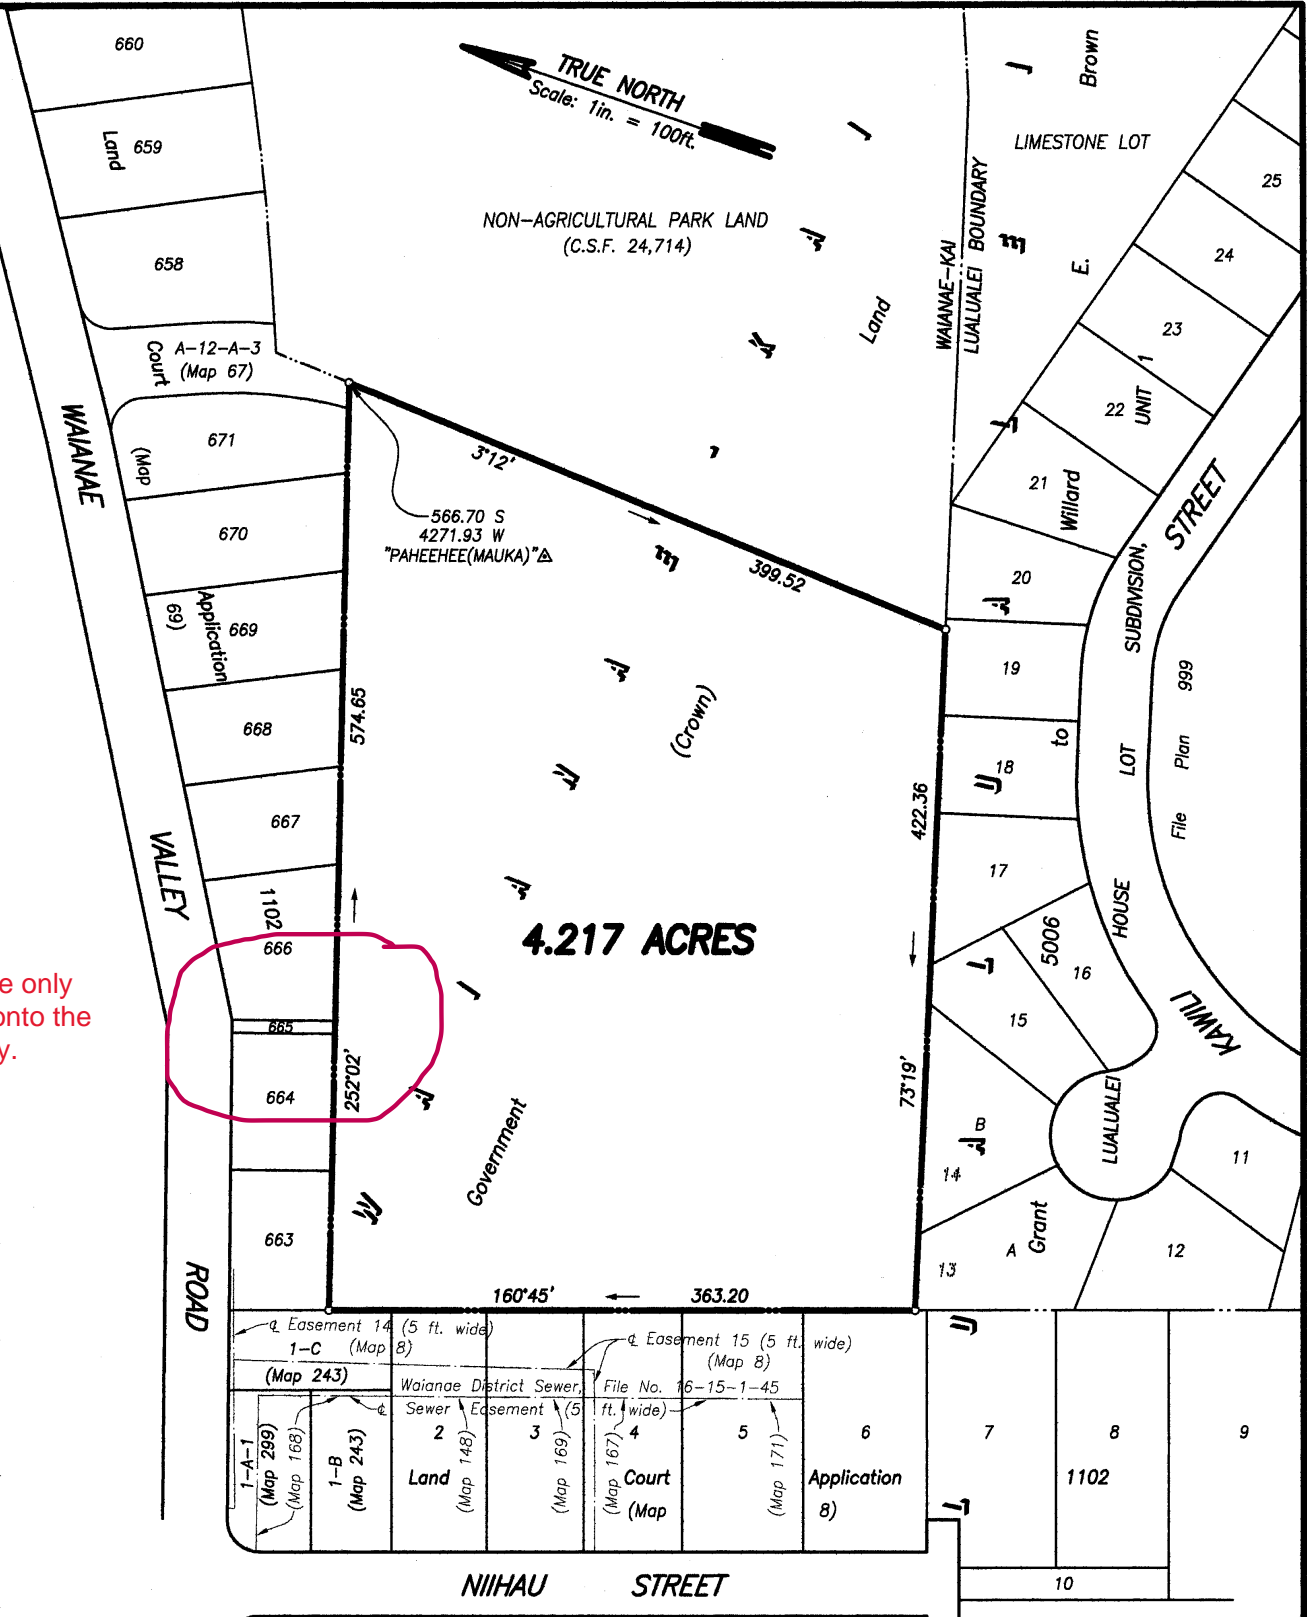 660
Land 659
658
Court
A-12-A-3
(Map 67)
671
(Map
69)
670
Application
669
668
667
1102
666
665
664
663
WAIANAE
VALLEY
ROAD
TRUE NORTH
Scale: 1in. = 100ft.
NON-AGRICULTURAL PARK LAND
(C.S.F. 24,714)
Land
WAIANAE-KAI
LUALUALEI BOUNDARY
LIMESTONE LOT
Brown
E.
Willard
to
Grant
5006
25
24
23
22
21
20
19
18
17
16
15
B
14
A
13
12
11
UNIT 1
SUBDIVISION,
LOT
HOUSE
LUALUALEI
File Plan 999
KAWILI
STREET
3°12'
399.52
566.70 S
4271.93 W
"PAHEEHEE(MAUKA)"
574.65
252°02'
422.36
73°19'
(Crown)
4.217 ACRES
Government
160°45'
363.20
e only
onto the
y.
℄ Easement 14 (5 ft. wide)
1-C (Map 8)
(Map 243)
℄ Easement 15 (5 ft. wide)
(Map 8)
Waianae District Sewer, File No. 16-15-1-45
℄ Sewer Easement (5 ft. wide)
1-A-1
(Map 299)
(Map 168)
1-B
(Map 243)
2
(Map 148)
3
(Map 169)
(Map 167)
4
5
(Map 171)
6
7
8
9
Land
Court
(Map
Application
8)
1102
10
NIIHAU STREET